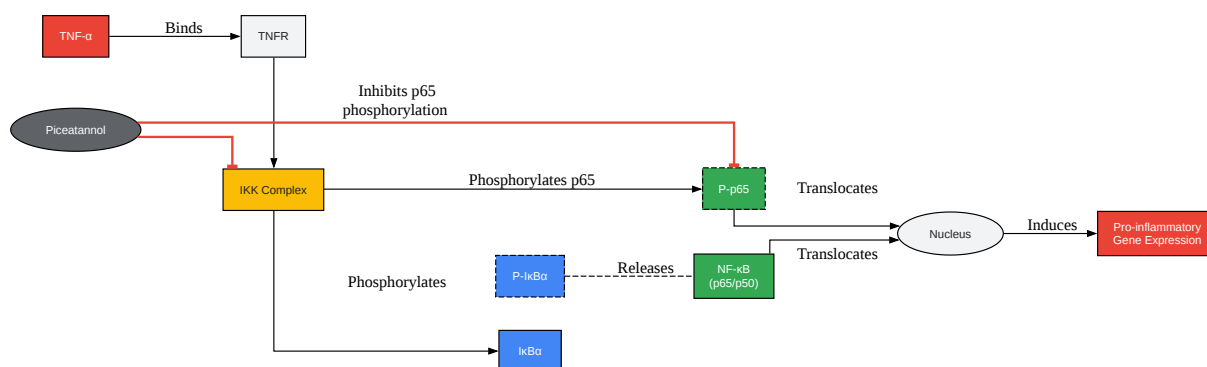 TNF-α
Binds
TNFR
Inhibits p65
phosphorylation
Piceatannol
IKK Complex
Phosphorylates p65
P-p65
Translocates
Nucleus
Induces
Pro-inflammatory
Gene Expression
Translocates
P-IκBα
Releases
NF-κB
(p65/p50)
Phosphorylates
IκBα